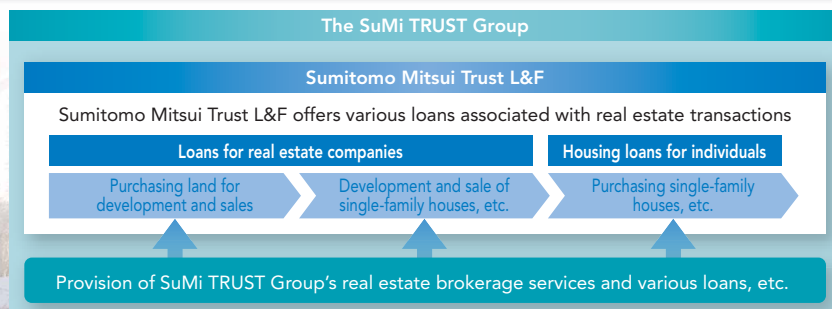 The SuMi TRUST Group
Sumitomo Mitsui Trust L&F
Sumitomo Mitsui Trust L&F offers various loans associated with real estate transactions
Loans for real estate companies
Housing loans for individuals
Purchasing land for
development and sales
Development and sale of
single-family houses, etc.
Purchasing single-family
houses, etc.
Provision of SuMi TRUST Group’s real estate brokerage services and various loans, etc.